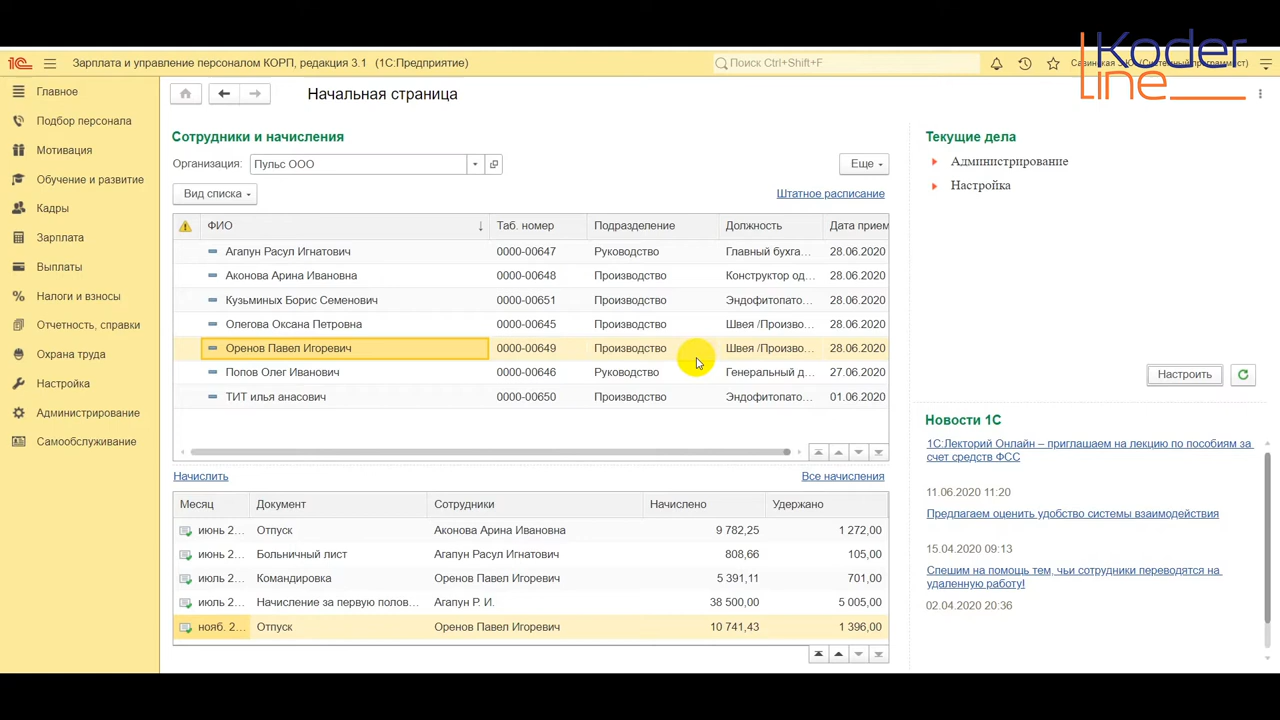 Koder
line
1С
Зарплата и управление персоналом КОРП, редакция 3.1 (1С:Предприятие)
Поиск Ctrl+Shift+F
Главное
Подбор персонала
Мотивация
Обучение и развитие
Кадры
Зарплата
Выплаты
Налоги и взносы
Отчетность, справки
Охрана труда
Настройка
Администрирование
Самообслуживание
Начальная страница
Сотрудники и начисления
Организация: Пульс ООО Еще
Вид списка Штатное расписание
ФИО Таб. номер Подразделение Должность Дата прием
Агапун Расул Игнатович 0000-00647 Руководство Главный бухга... 28.06.2020
Аконова Арина Ивановна 0000-00648 Производство Конструктор од... 28.06.2020
Кузьминых Борис Семенович 0000-00651 Производство Эндофитопато... 28.06.2020
Олегова Оксана Петровна 0000-00645 Производство Швея /Произво... 28.06.2020
Оренов Павел Игоревич 0000-00649 Производство Швея /Произво... 28.06.2020
Попов Олег Иванович 0000-00646 Руководство Генеральный д... 27.06.2020
ТИТ илья анасович 0000-00650 Производство Эндофитопато... 01.06.2020
Начислить Все начисления
Месяц Документ Сотрудники Начислено Удержано
июнь 2... Отпуск Аконова Арина Ивановна 9 782,25 1 272,00
июнь 2... Больничный лист Агапун Расул Игнатович 808,66 105,00
июль 2... Командировка Оренов Павел Игоревич 5 391,11 701,00
июль 2... Начисление за первую полов... Агапун Р. И. 38 500,00 5 005,00
нояб. 2... Отпуск Оренов Павел Игоревич 10 741,43 1 396,00
Текущие дела
Администрирование
Настройка
Настроить
Новости 1С
1С:Лекторий Онлайн – приглашаем на лекцию по пособиям за
счет средств ФСС
11.06.2020 11:20
Предлагаем оценить удобство системы взаимодействия
15.04.2020 09:13
Спешим на помощь тем, чьи сотрудники переводятся на
удаленную работу!
02.04.2020 20:36